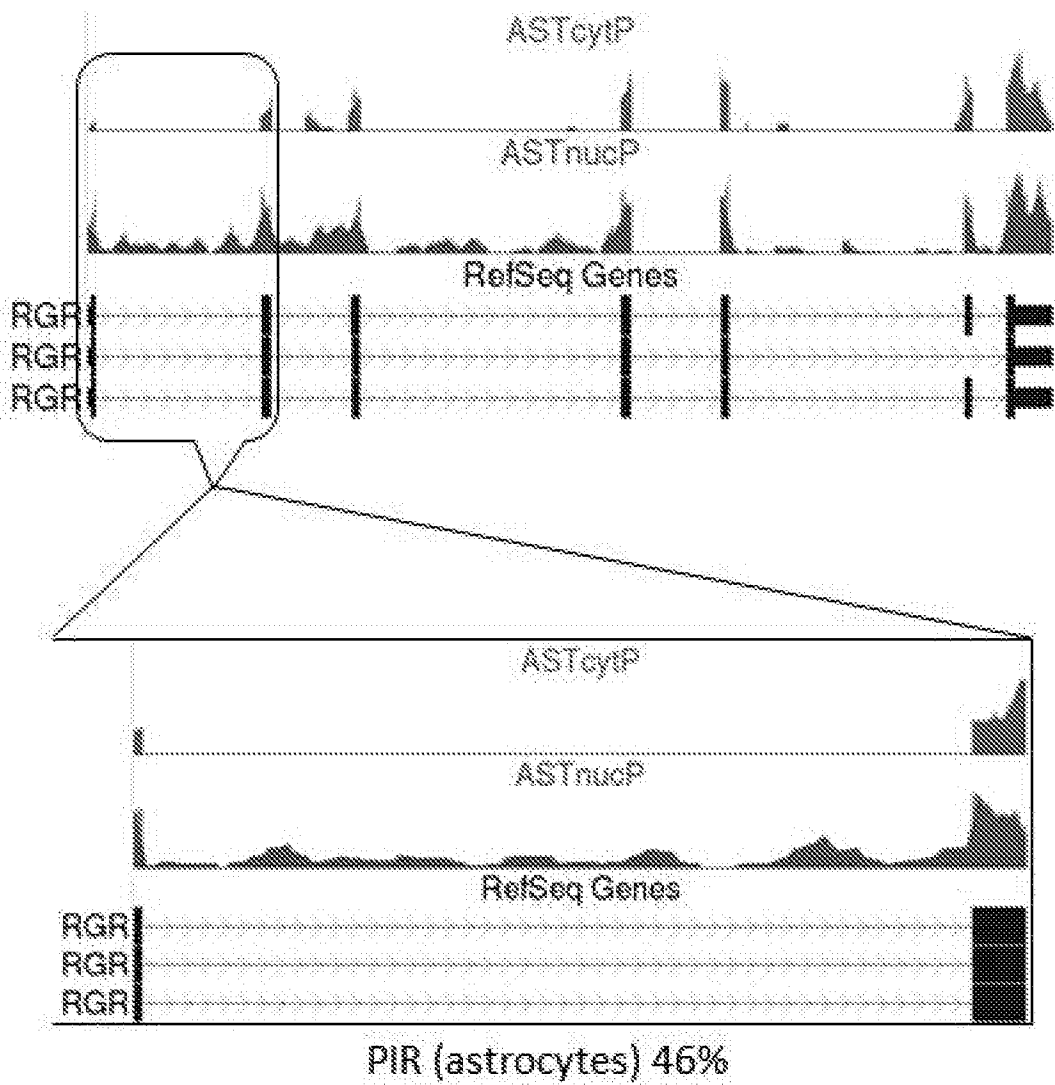 ASTcytP
ASTnucP
RefSeq Genes
RGR
RGR
RGR
ASTcytP
ASTnucP
RefSeq Genes
RGR
RGR
RGR
PIR (astrocytes) 46%